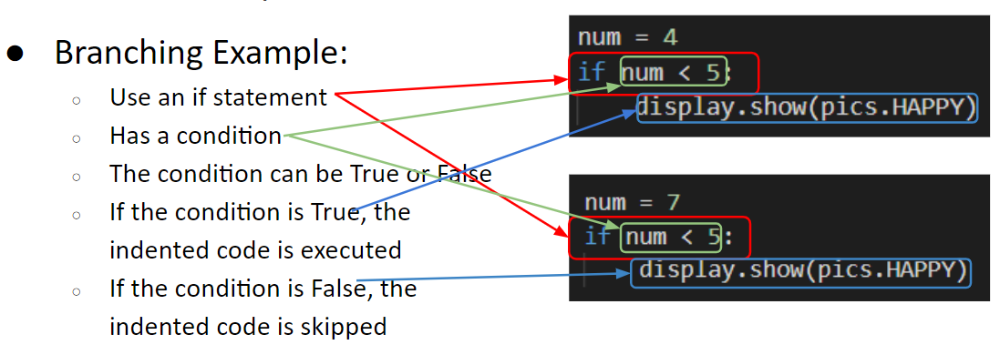 ● Branching Example:
○ Use an if statement
○ Has a condition
○ The condition can be True or False
○ If the condition is True, the
indented code is executed
○ If the condition is False, the
indented code is skipped
num = 4
if num < 5:
display.show(pics.HAPPY)
num = 7
if num < 5:
display.show(pics.HAPPY)